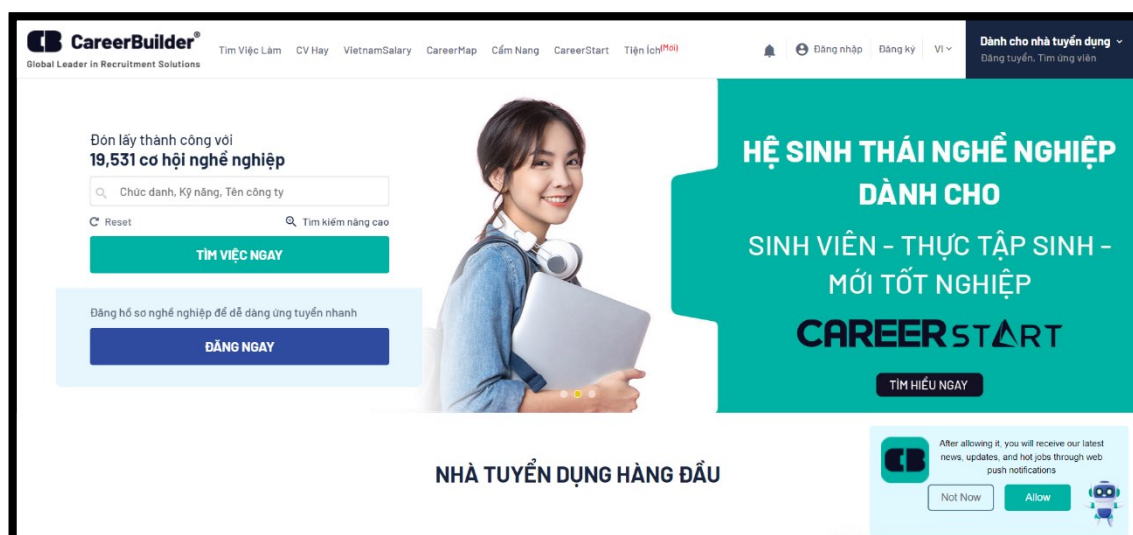 CareerBuilder®
Global Leader in Recruitment Solutions
Tìm Việc Làm CV Hay VietnamSalary CareerMap Cẩm Nang CareerStart Tiện Ích(Mới)
Đăng nhập Đăng ký VI
Dành cho nhà tuyển dụng
Đăng tuyển, Tìm ứng viên
Đón lấy thành công với
19,531 cơ hội nghề nghiệp
Chức danh, Kỹ năng, Tên công ty
Reset Tìm kiếm nâng cao
TÌM VIỆC NGAY
Đăng hồ sơ nghề nghiệp để dễ dàng ứng tuyển nhanh
ĐĂNG NGAY
HỆ SINH THÁI NGHỀ NGHIỆP
DÀNH CHO
SINH VIÊN - THỰC TẬP SINH -
MỚI TỐT NGHIỆP
CAREER START
TÌM HIỂU NGAY
NHÀ TUYỂN DỤNG HÀNG ĐẦU
CB
After allowing it, you will receive our latest
news, updates, and hot jobs through web
push notifications
Not Now Allow